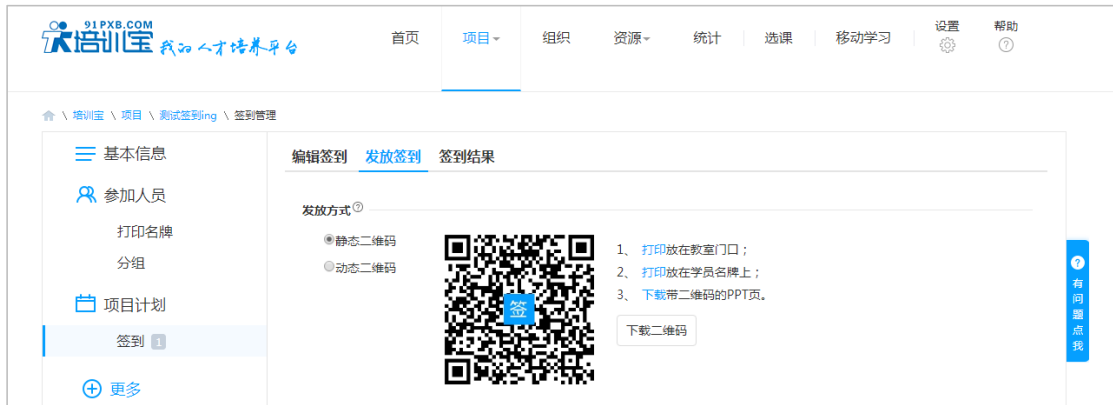 91PXB.COM
培训宝 我的人才培养平台
首页 项目 组织 资源 统计 选课 移动学习 设置 帮助
\ 培训宝 \ 项目 \ 测试签到ing \ 签到管理
基本信息
参加人员
打印名牌
分组
项目计划
签到 1
更多
编辑签到 发放签到 签到结果
发放方式
静态二维码
动态二维码
签
1、 打印放在教室门口；
2、 打印放在学员名牌上；
3、 下载带二维码的PPT页。
下载二维码
有问题点我